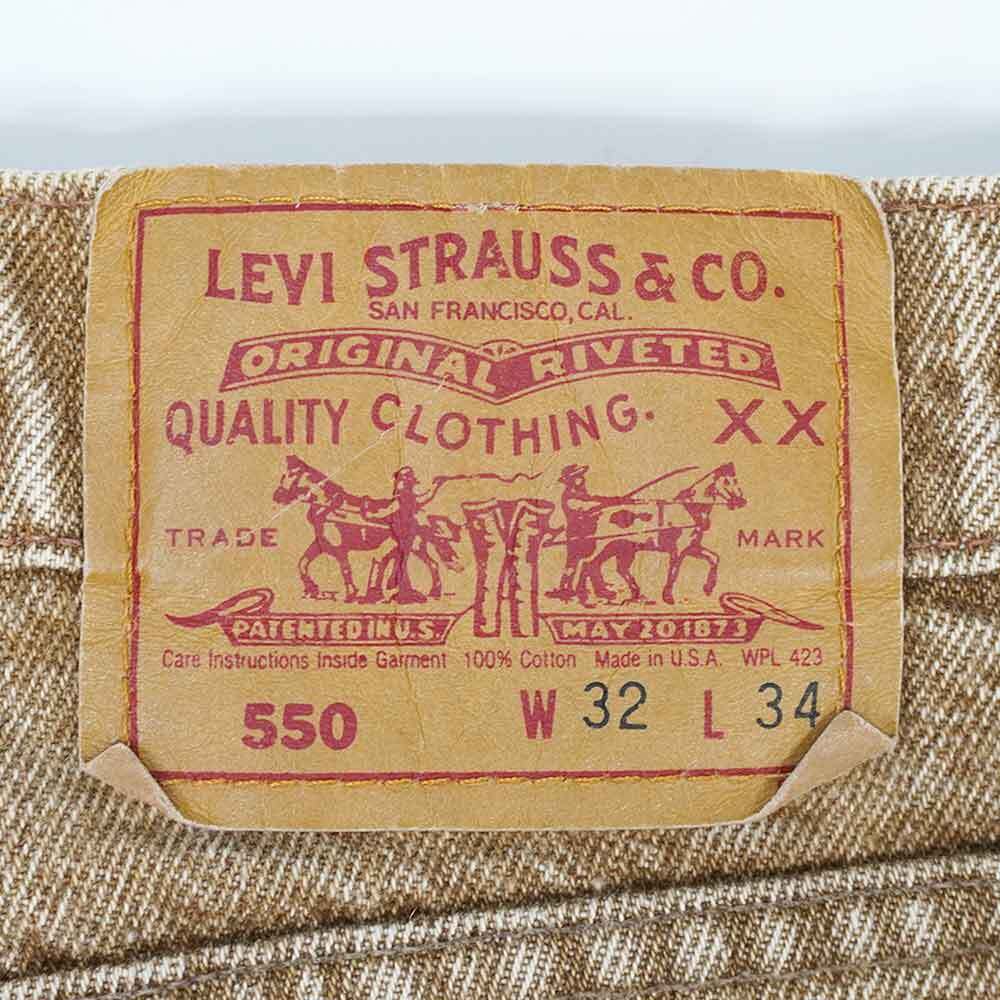 LEVI STRAUSS & CO.
SAN FRANCISCO, CAL.
ORIGINAL RIVETED
QUALITY CLOTHING. XX
TRADE MARK
PATENTED IN U.S. MAY 20 1873
Care Instructions Inside Garment 100% Cotton Made in U.S.A. WPL 423
550 W 32 L 34